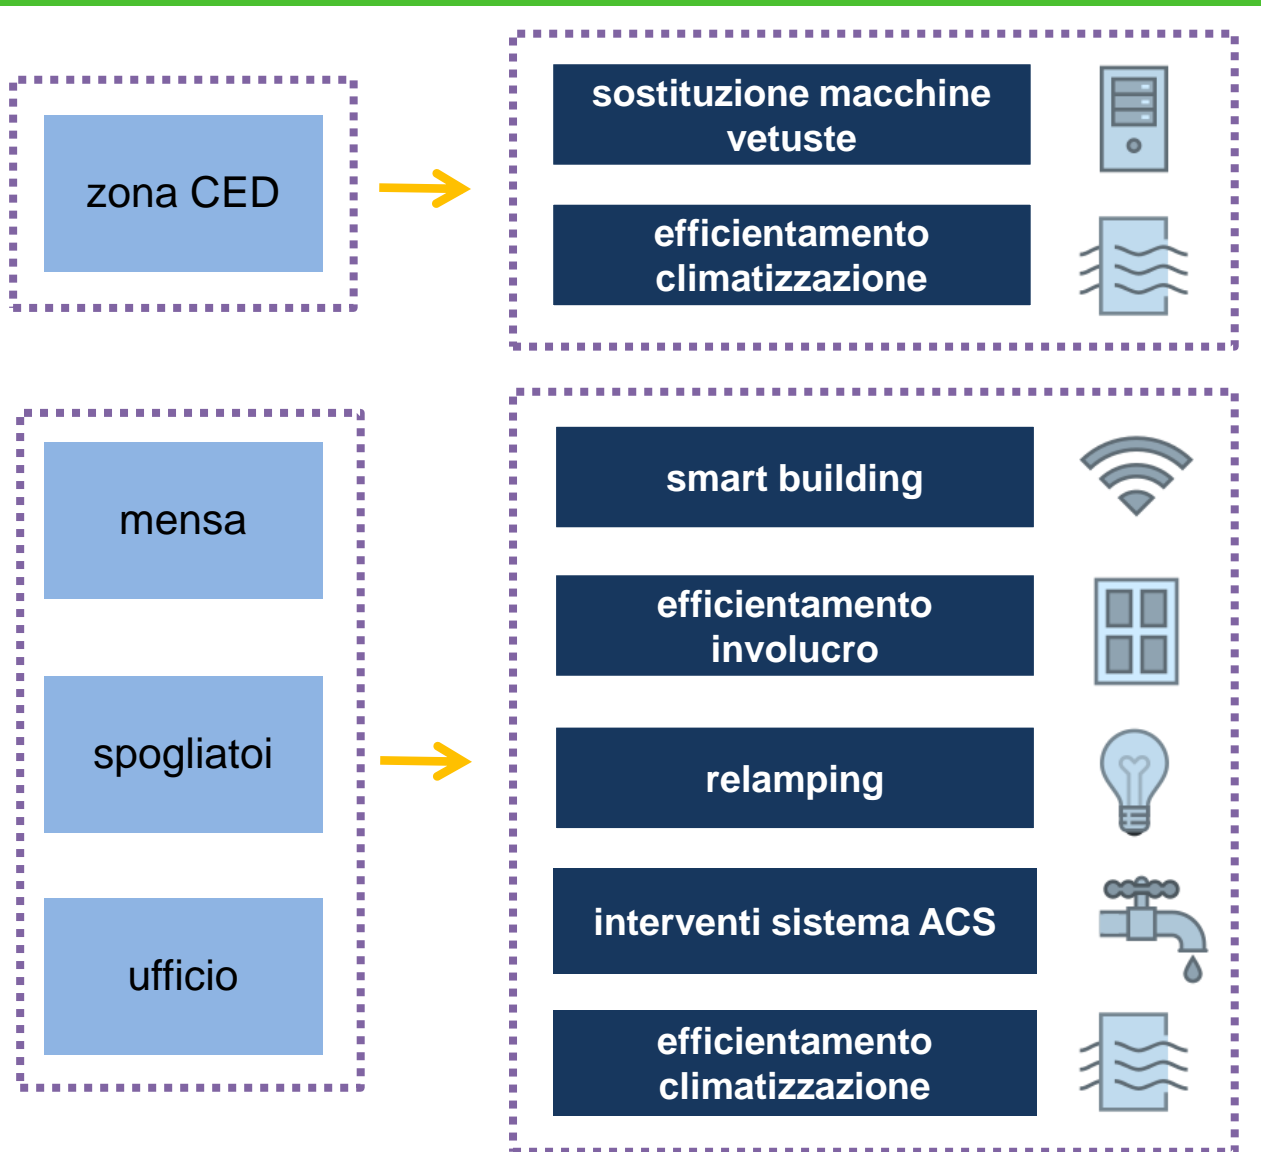 zona CED
sostituzione macchine
vetuste
efficientamento
climatizzazione
mensa
spogliatoi
ufficio
smart building
efficientamento
involucro
relamping
interventi sistema ACS
efficientamento
climatizzazione